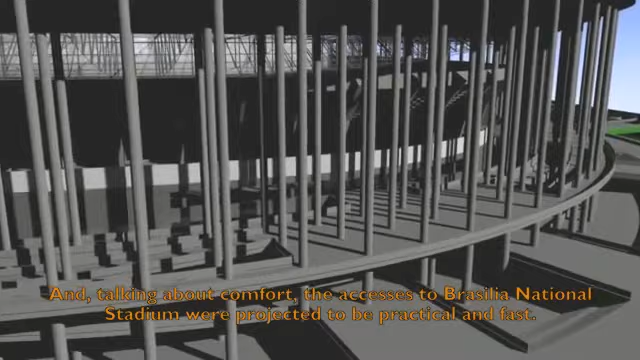 And, talking about comfort, the accesses to Brasilia National
Stadium were projected to be practical and fast.